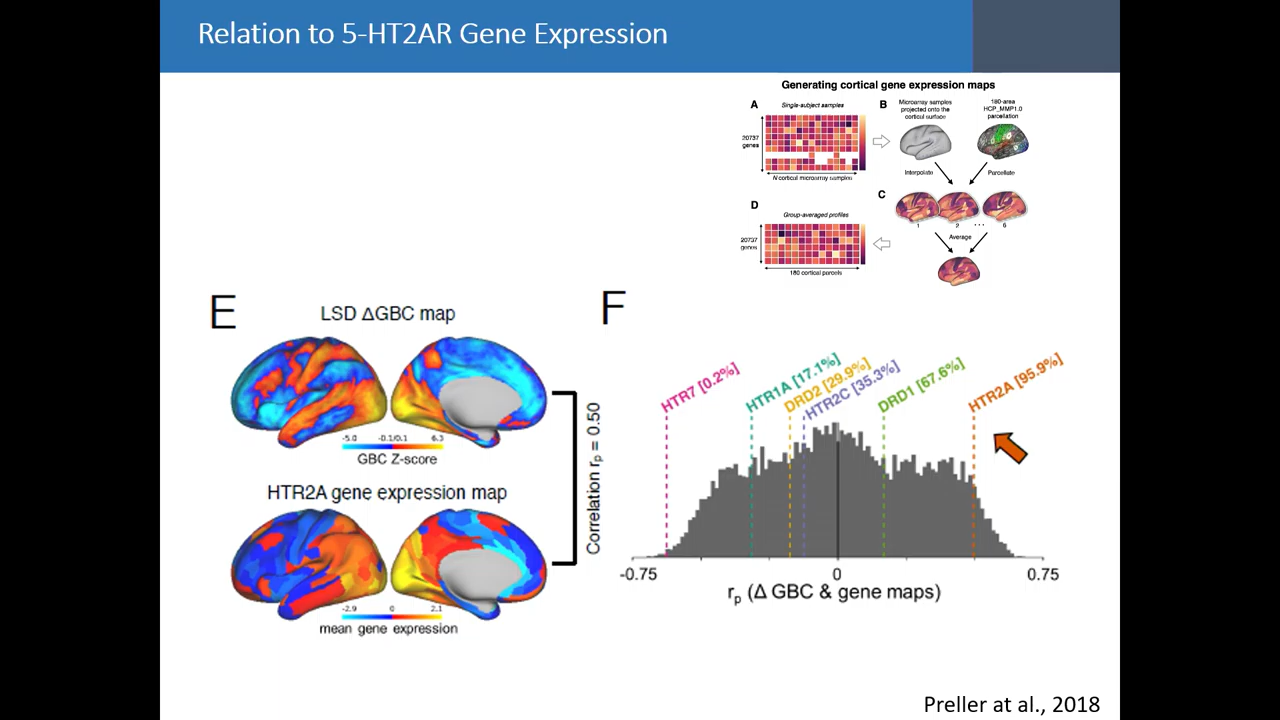 Relation to 5-HT2AR Gene Expression
Generating cortical gene expression maps
A
Single-subject samples
20737
genes
N cortical microarray samples
B
Microarray samples
projected onto the
cortical surface
180-area
HCP_MMP1.0
parcellation
Interpolate
Parcellate
C
1
2
...
6
Average
D
Group-averaged profiles
20737
genes
180 cortical parcels
E
LSD ΔGBC map
-5.0
-0.1/0.1
6.3
GBC Z-score
HTR2A gene expression map
-2.9
0
2.1
mean gene expression
Correlation rp = 0.50
F
HTR7 [0.2%]
HTR1A [17.1%]
DRD2 [29.9%]
HTR2C [35.3%]
DRD1 [67.6%]
HTR2A [95.9%]
-0.75
0
0.75
rp (Δ GBC & gene maps)
Preller at al., 2018